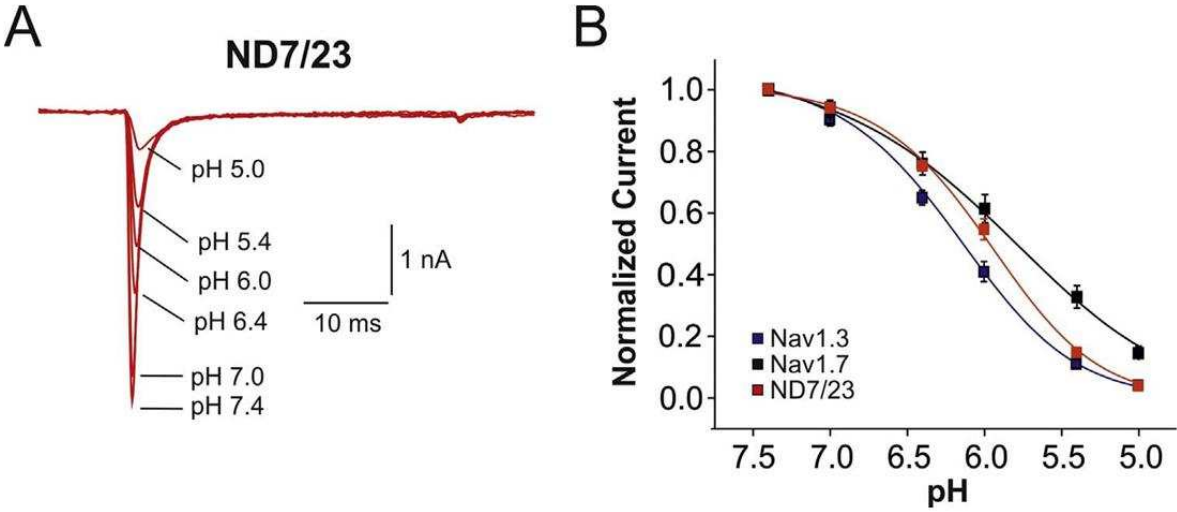 A
ND7/23
pH 5.0
pH 5.4
pH 6.0
pH 6.4
pH 7.0
pH 7.4
1 nA
10 ms
B
Normalized Current
1.0
0.8
0.6
0.4
0.2
0.0
Nav1.3
Nav1.7
ND7/23
7.5 7.0 6.5 6.0 5.5 5.0
pH